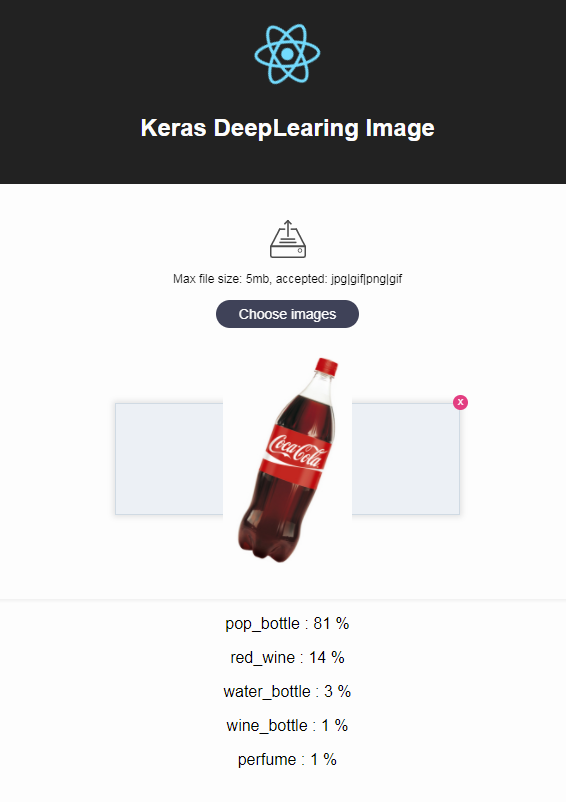 Keras DeepLearing Image
Max file size: 5mb, accepted: jpg|gif|png|gif
Choose images
X
Coca-Cola
pop_bottle : 81 %
red_wine : 14 %
water_bottle : 3 %
wine_bottle : 1 %
perfume : 1 %